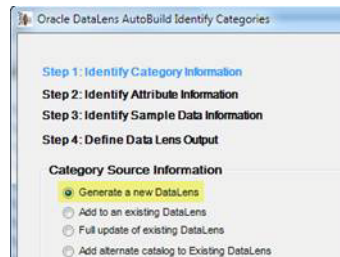 Oracle DataLens AutoBuild Identify Categories
Step 1: Identify Category Information
Step 2: Identify Attribute Information
Step 3: Identify Sample Data Information
Step 4: Define Data Lens Output
Category Source Information
Generate a new DataLens
Add to an existing DataLens
Full update of existing DataLens
Add alternate catalog to Existing DataLens